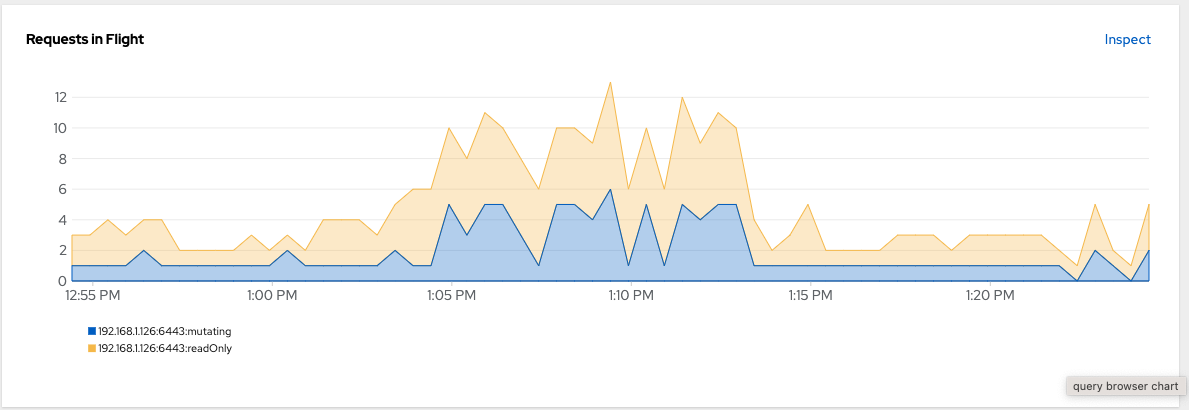 Requests in Flight
Inspect
12
10
8
6
4
2
0
12:55 PM 1:00 PM 1:05 PM 1:10 PM 1:15 PM 1:20 PM
192.168.1.126:6443:mutating
192.168.1.126:6443:readOnly
query browser chart